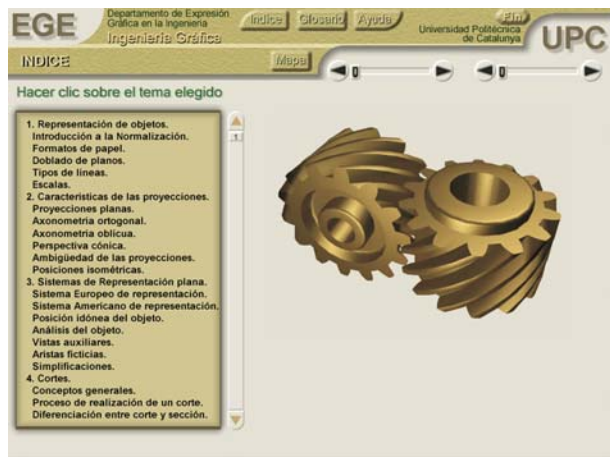 EGE
Departamento de Expresión
Gráfica en la Ingeniería
Ingeniería Gráfica
Indice
Glosario
Ayuda
Fin
Universidad Politécnica
de Catalunya
UPC
INDICE
Mapa
0
0
Hacer clic sobre el tema elegido
1
1. Representación de objetos.
Introducción a la Normalización.
Formatos de papel.
Doblado de planos.
Tipos de líneas.
Escalas.
2. Características de las proyecciones.
Proyecciones planas.
Axonometria ortogonal.
Axonometria oblicua.
Perspectiva cónica.
Ambigüedad de las proyecciones.
Posiciones isométricas.
3. Sistemas de Representación plana.
Sistema Europeo de representación.
Sistema Americano de representación.
Posición idónea del objeto.
Análisis del objeto.
Vistas auxiliares.
Aristas ficticias.
Simplificaciones.
4. Cortes.
Conceptos generales.
Proceso de realización de un corte.
Diferenciación entre corte y sección.